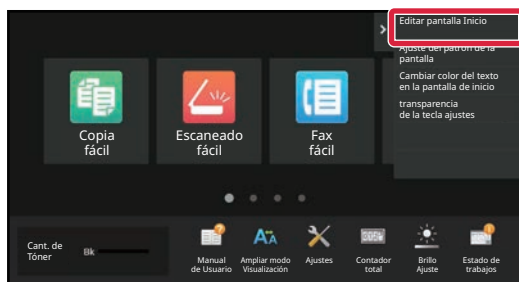 Editar pantalla Inicio
Ajuste del patrón de la
pantalla
Cambiar color del texto
en la pantalla de inicio
transparencia
de la tecla ajustes
Copia
fácil
Escaneado
fácil
Fax
fácil
Cant. de
Tóner
Bk
Manual
de Usuario
Ampliar modo
Visualización
Ajustes
Contador
total
Brillo
Ajuste
Estado de
trabajos